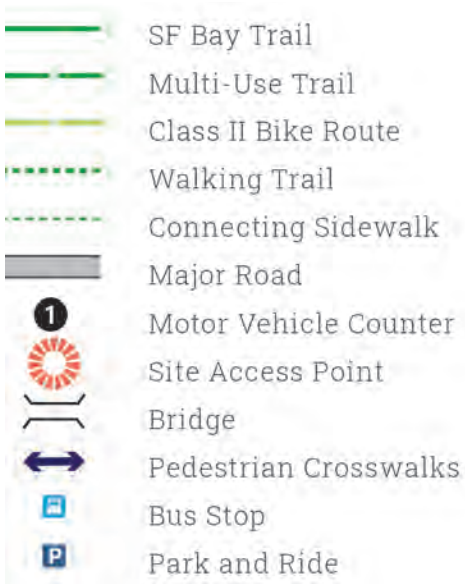 SF Bay Trail
Multi-Use Trail
Class II Bike Route
Walking Trail
Connecting Sidewalk
Major Road
1 Motor Vehicle Counter
Site Access Point
Bridge
Pedestrian Crosswalks
Bus Stop
P Park and Ride